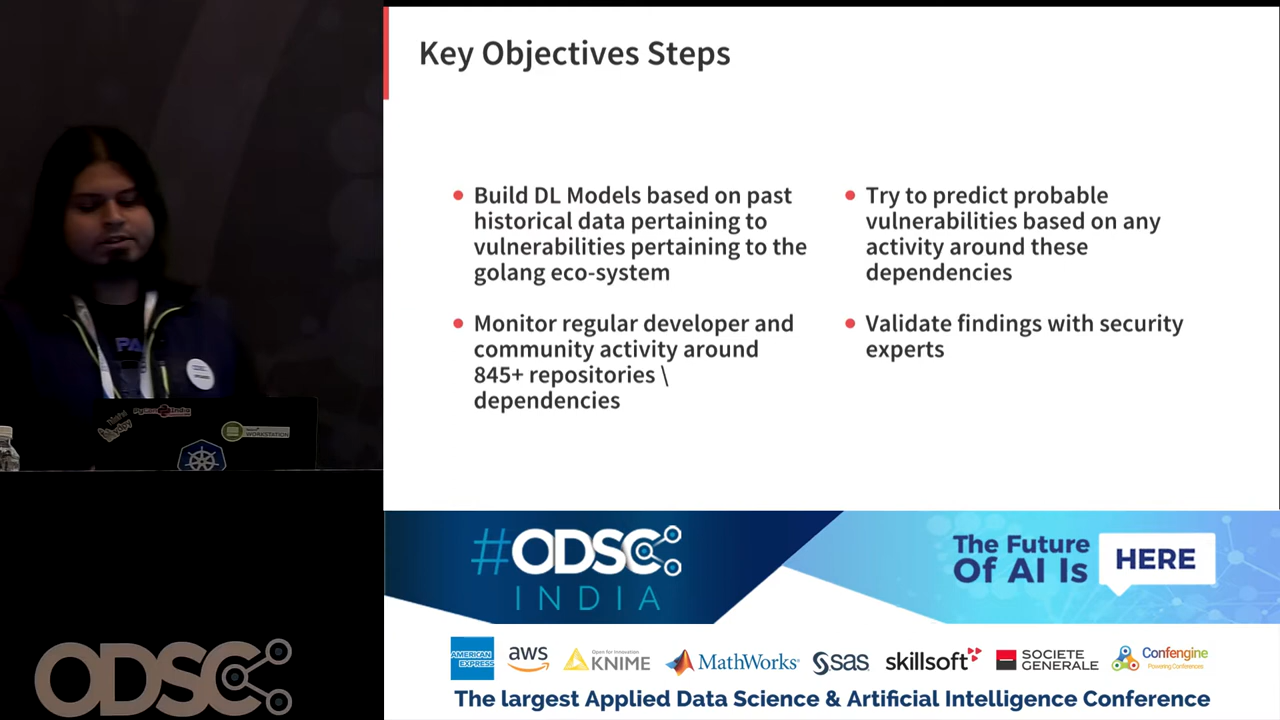 Key Objectives Steps
Build DL Models based on past
historical data pertaining to
vulnerabilities pertaining to the
golang eco-system
Monitor regular developer and
community activity around
845+ repositories \
dependencies
Try to predict probable
vulnerabilities based on any
activity around these
dependencies
Validate findings with security
experts
PA
Python India
WORKSTATION
ODSC
#ODSC
INDIA
The Future
Of AI Is
HERE
AMERICAN
EXPRESS
aws
Open for Innovation
KNIME
MathWorks
sas
skillsoft
SOCIETE
GENERALE
Confengine
Powering Conferences
The largest Applied Data Science & Artificial Intelligence Conference